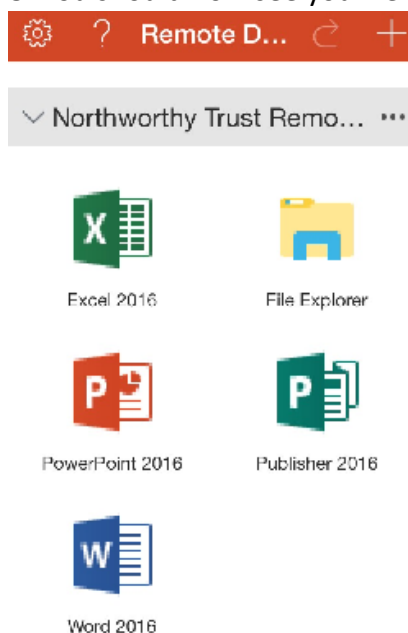 ? Remote D...
Northworthy Trust Remo... •••
Excel 2016 File Explorer
PowerPoint 2016 Publisher 2016
Word 2016